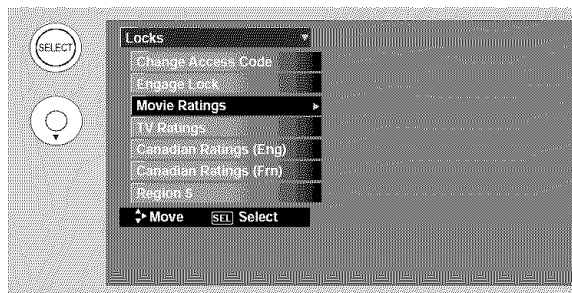 SELECT
Locks
Change Access Code
Engage Lock
Movie Ratings
TV Ratings
Canadian Ratings (Eng)
Canadian Ratings (Frn)
Region 5
Move SEL Select